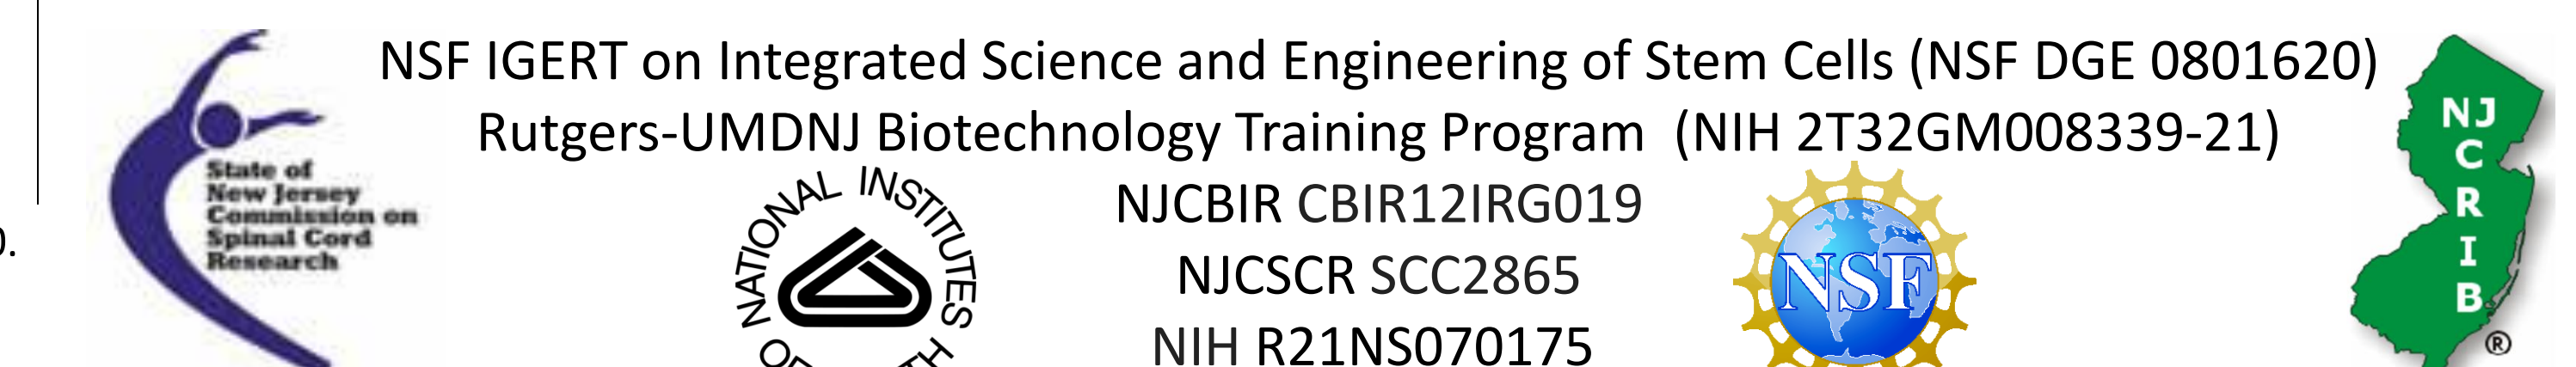 NSF IGERT on Integrated Science and Engineering of Stem Cells (NSF DGE 0801620)
Rutgers-UMDNJ Biotechnology Training Program (NIH 2T32GM008339-21)
NJCBIR CBIR12IRG019
NJCSCR SCC2865
NIH R21NS070175
State of
New Jersey
Commission on
Spinal Cord
Research
NATIONAL INSTITUTES
OF
NSF
NJ
C
R
I
B
®
0.